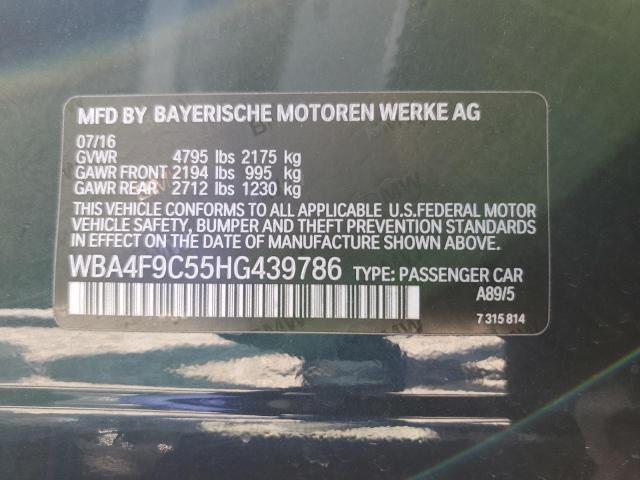 MFD BY BAYERISCHE MOTOREN WERKE AG
07/16
GVWR 4795 lbs 2175 kg
GAWR FRONT 2194 lbs 995 kg
GAWR REAR 2712 lbs 1230 kg
THIS VEHICLE CONFORMS TO ALL APPLICABLE U.S.FEDERAL MOTOR
VEHICLE SAFETY, BUMPER AND THEFT PREVENTION STANDARDS
IN EFFECT ON THE DATE OF MANUFACTURE SHOWN ABOVE.
WBA4F9C55HG439786 TYPE: PASSENGER CAR
A89/5
7 315 814